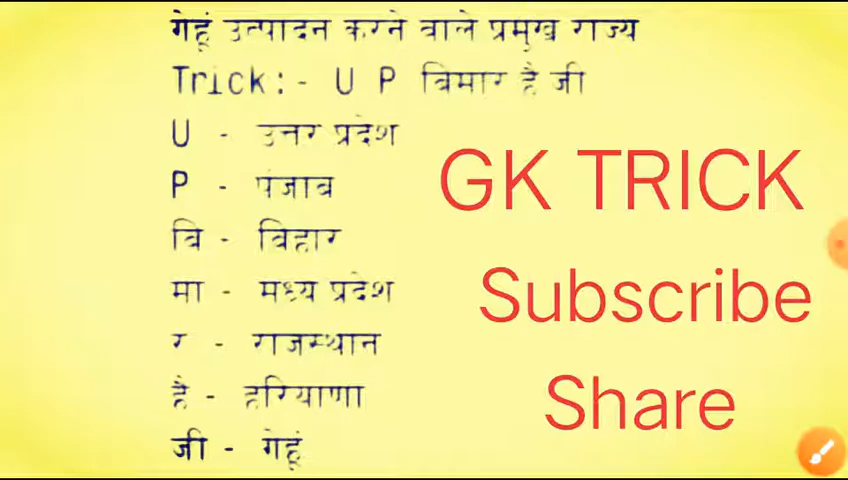 गेहूं उत्पादन करने वाले प्रमुख राज्य
Trick:- U P बिमार है जी
U - उत्तर प्रदेश
P - पंजाब
बि - बिहार
मा - मध्य प्रदेश
र - राजस्थान
है - हरियाणा
जी - गेहूं
GK TRICK
Subscribe
Share